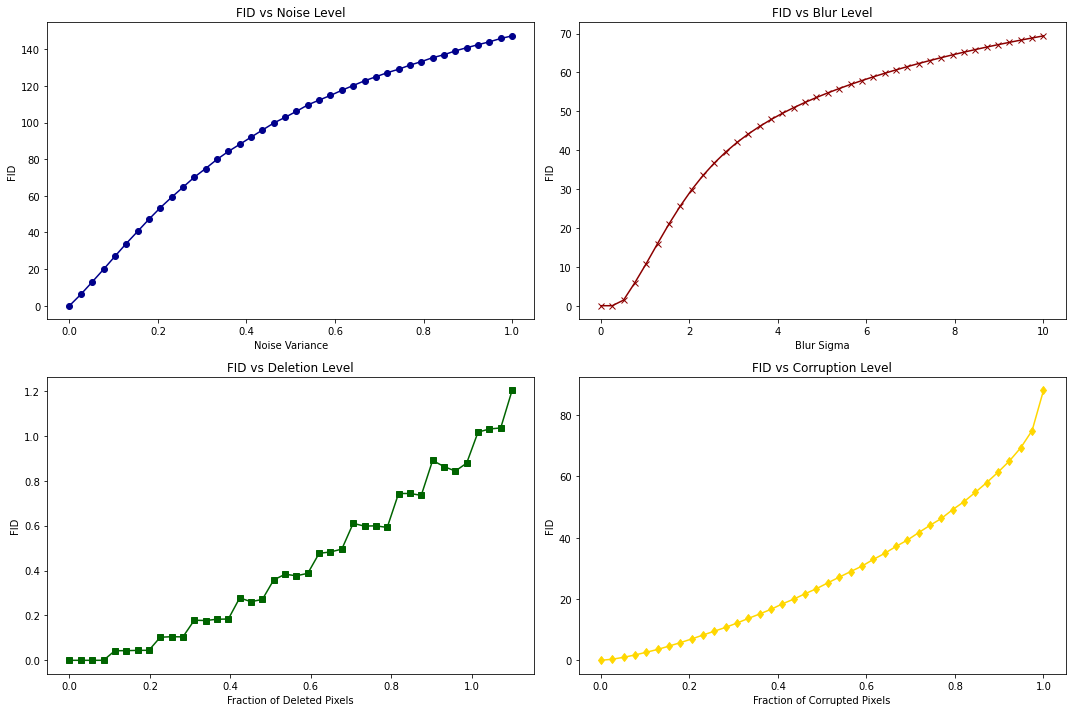 FID vs Noise Level
FID
140
120
100
80
60
40
20
0
0.0 0.2 0.4 0.6 0.8 1.0
Noise Variance
FID vs Blur Level
FID
70
60
50
40
30
20
10
0
0 2 4 6 8 10
Blur Sigma
FID vs Deletion Level
FID
1.2
1.0
0.8
0.6
0.4
0.2
0.0
0.0 0.2 0.4 0.6 0.8 1.0
Fraction of Deleted Pixels
FID vs Corruption Level
FID
80
60
40
20
0
0.0 0.2 0.4 0.6 0.8 1.0
Fraction of Corrupted Pixels